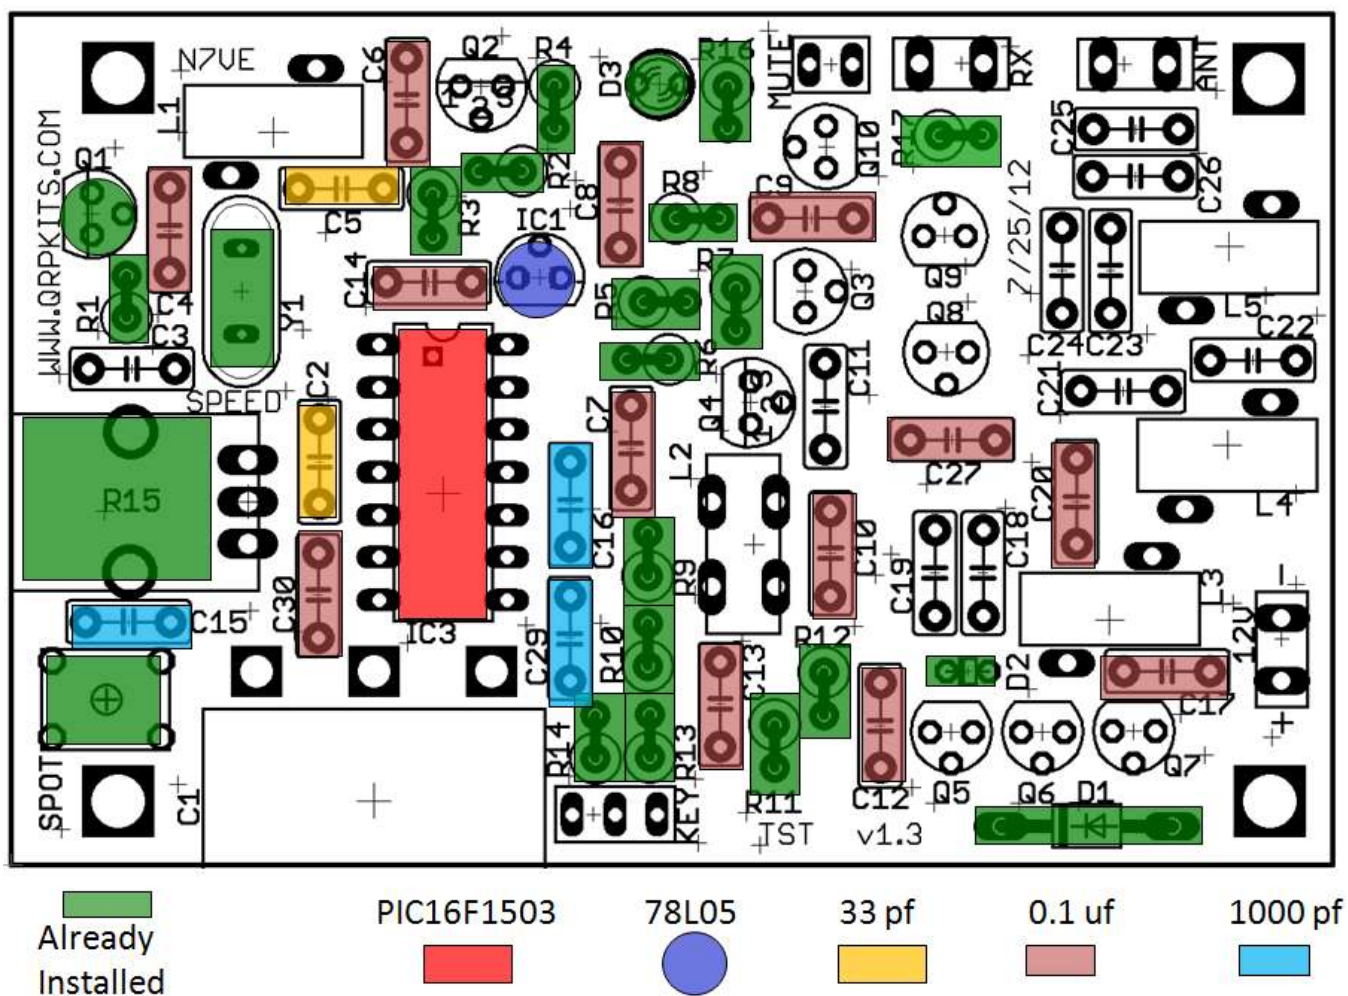 N7VE
C6
Q2
R4
D3
R16
MUTE
RX
ANT
L1
WWW.QRPKITS.COM
Q1
R2
C8
R8
C9
Q10
R17
C25
C26
C5
R3
IC1
7/25/12
C4
R1
C3
Y1
C14
R5
R7
Q3
Q9
Q8
L5
C24
C23
C22
SPEED
C2
R6
Q4
C11
C21
R15
C7
L2
C27
C20
L4
C16
C10
C19
C18
C30
IC3
R9
C15
C29
R10
R12
L3
12V
SPOT
C1
R14
R13
C13
R11
C12
D2
C17
Q5
Q6
D1
Q7
KEY
TST
v1.3
Already
Installed
PIC16F1503
78L05
33 pf
0.1 uf
1000 pf